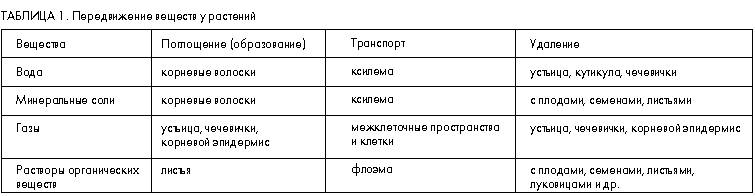 ТАБЛИЦА 1. Передвижение веществ у растений
Вещества Поглощение (образование) Транспорт Удаление
Вода корневые волоски ксилема устьица, кутикула, чечевички
Минеральные соли корневые волоски ксилема с плодами, семенами, листьями
Газы устьица, чечевички, межклеточные пространства устьица, чечевички, корневой эпидермис
корневой эпидермис и клетки
Растворы органических листья флоэма с плодами, семенами, листьями,
веществ луковицами и др.